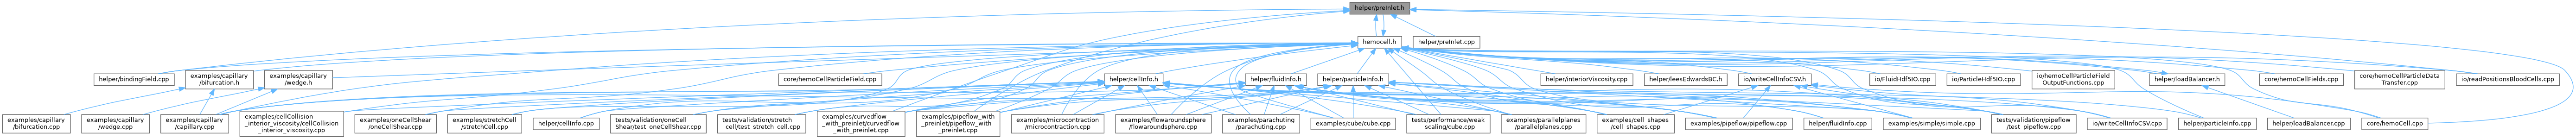 helper/preInlet.h
hemocell.h
helper/preInlet.cpp
helper/bindingField.cpp
examples/capillary
/bifurcation.h
examples/capillary
/wedge.h
core/hemoCellParticleField.cpp
helper/cellInfo.h
helper/fluidInfo.h
helper/particleInfo.h
helper/interiorViscosity.cpp
helper/leesEdwardsBC.h
io/writeCellInfoCSV.h
io/FluidHdf5IO.cpp
io/ParticleHdf5IO.cpp
io/hemoCellParticleField
OutputFunctions.cpp
helper/loadBalancer.h
core/hemoCellFields.cpp
core/hemoCellParticleData
Transfer.cpp
io/readPositionsBloodCells.cpp
examples/capillary
/bifurcation.cpp
examples/capillary
/wedge.cpp
examples/capillary
/capillary.cpp
examples/cellCollision
_interior_viscosity/cellCollision
_interior_viscosity.cpp
examples/oneCellShear
/oneCellShear.cpp
examples/stretchCell
/stretchCell.cpp
helper/cellInfo.cpp
tests/validation/oneCell
Shear/test_oneCellShear.cpp
tests/validation/stretch
_cell/test_stretch_cell.cpp
examples/curvedflow
_with_preinlet/curvedflow
_with_preinlet.cpp
examples/pipeflow_with
_preinlet/pipeflow_with
_preinlet.cpp
examples/microcontraction
/microcontraction.cpp
examples/flowaroundsphere
/flowaroundsphere.cpp
examples/parachuting
/parachuting.cpp
examples/cube/cube.cpp
tests/performance/weak
_scaling/cube.cpp
examples/parallelplanes
/parallelplanes.cpp
examples/cell_shapes
/cell_shapes.cpp
examples/pipeflow/pipeflow.cpp
helper/fluidInfo.cpp
examples/simple/simple.cpp
tests/validation/pipeflow
/test_pipeflow.cpp
io/writeCellInfoCSV.cpp
helper/particleInfo.cpp
helper/loadBalancer.cpp
core/hemoCell.cpp